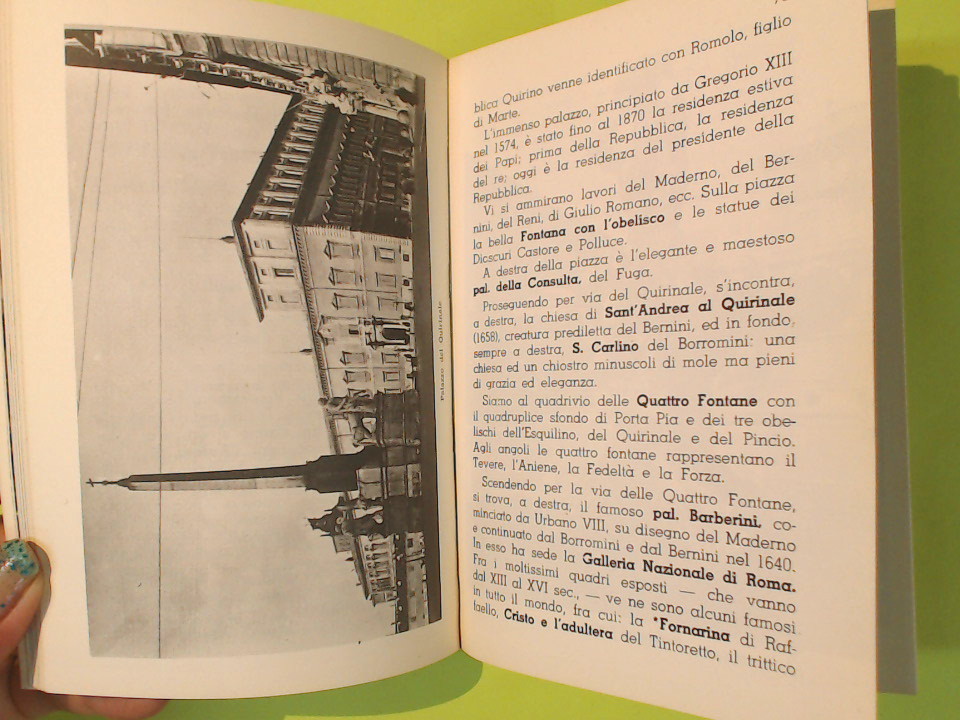 Palazzo del Quirinale
blica Quirino venne identificato con Romolo, figlio
di Marte.
L'immenso palazzo, principiato da Gregorio XIII
nel 1574, è stato fino al 1870 la residenza estiva
dei Papi; prima della Repubblica, la residenza
del re; oggi è la residenza del presidente della
Repubblica.
Vi si ammirano lavori del Maderno, del Ber-
nini, del Reni, di Giulio Romano, ecc. Sulla piazza
la bella Fontana con l'obelisco e le statue dei
Dicscuri Castore e Polluce.
A destra della piazza è l'elegante e maestoso
pal. della Consulta, del Fuga.
Proseguendo per via del Quirinale, s'incontra,
a destra, la chiesa di Sant'Andrea al Quirinale
(1658), creatura prediletta del Bernini, ed in fondo,
sempre a destra, S. Carlino del Borromini: una
chiesa ed un chiostro minuscoli di mole ma pieni
di grazia ed eleganza.
Siamo al quadrivio delle Quattro Fontane con
il quadruplice sfondo di Porta Pia e dei tre obe-
lischi dell'Esquilino, del Quirinale e del Pincio.
Agli angoli le quattro fontane rappresentano il
Tevere, l'Aniene, la Fedeltà e la Forza.
Scendendo per la via delle Quattro Fontane,
si trova, a destra, il famoso pal. Barberini, co-
minciato da Urbano VIII, su disegno del Maderno
e continuato dal Borromini e dal Bernini nel 1640.
In esso ha sede la Galleria Nazionale di Roma.
Fra i moltissimi quadri esposti — che vanno
dal XIII al XVI sec., — ve ne sono alcuni famosi
in tutto il mondo, fra cui: la *Fornarina di Raf-
faello, Cristo e l'adultera del Tintoretto, il trittico